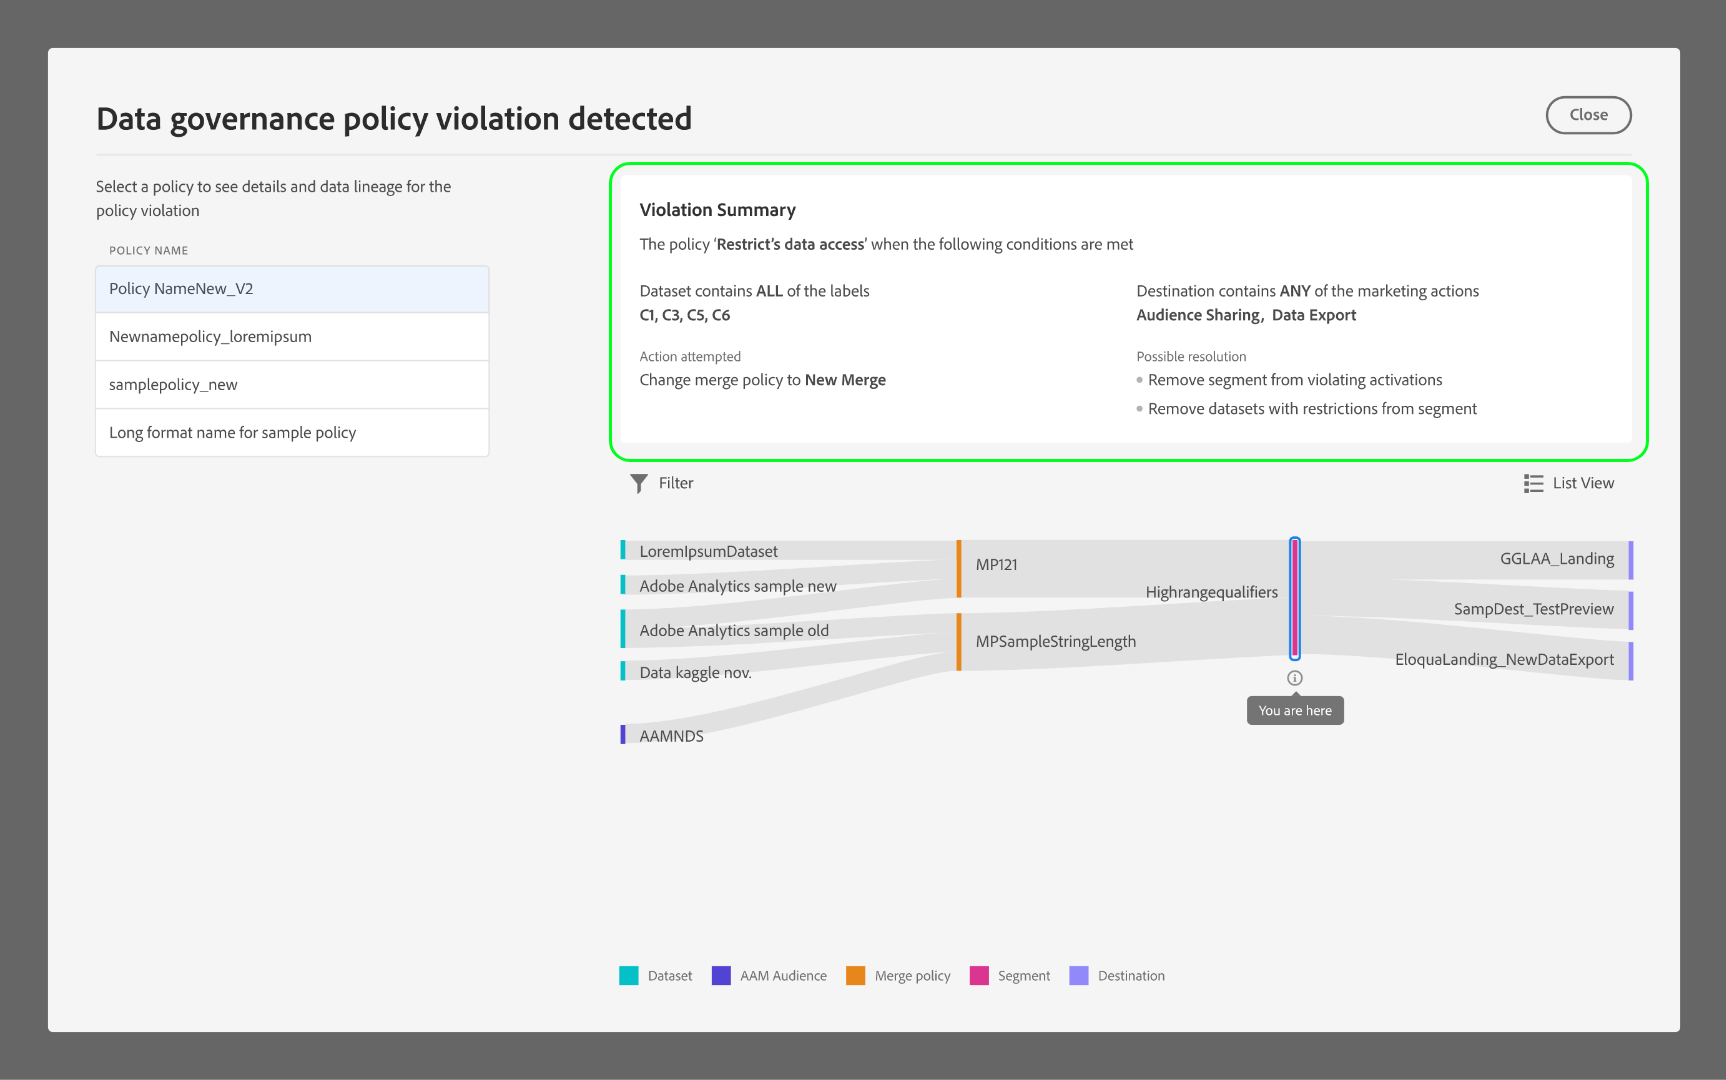 Data governance policy violation detected
Close
Select a policy to see details and data lineage for the
policy violation
POLICY NAME
Policy NameNew_V2
Newnamepolicy_loremipsum
samplepolicy_new
Long format name for sample policy
Violation Summary
The policy ‘Restrict’s data access’ when the following conditions are met
Dataset contains ALL of the labels
C1, C3, C5, C6
Destination contains ANY of the marketing actions
Audience Sharing, Data Export
Action attempted
Change merge policy to New Merge
Possible resolution
Remove segment from violating activations
Remove datasets with restrictions from segment
Filter
List View
LoremIpsumDataset
Adobe Analytics sample new
Adobe Analytics sample old
Data kaggle nov.
AAMNDS
MP121
MPSampleStringLength
Highrangequalifiers
You are here
GGLAA_Landing
SampDest_TestPreview
EloquaLanding_NewDataExport
Dataset
AAM Audience
Merge policy
Segment
Destination